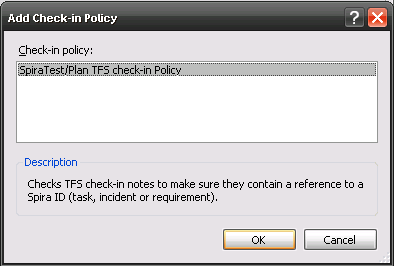 Add Check-in Policy
Check-in policy:
SpiraTest/Plan TFS check-in Policy
Description
Checks TFS check-in notes to make sure they contain a reference to a
Spira ID (task, incident or requirement).
OK
Cancel